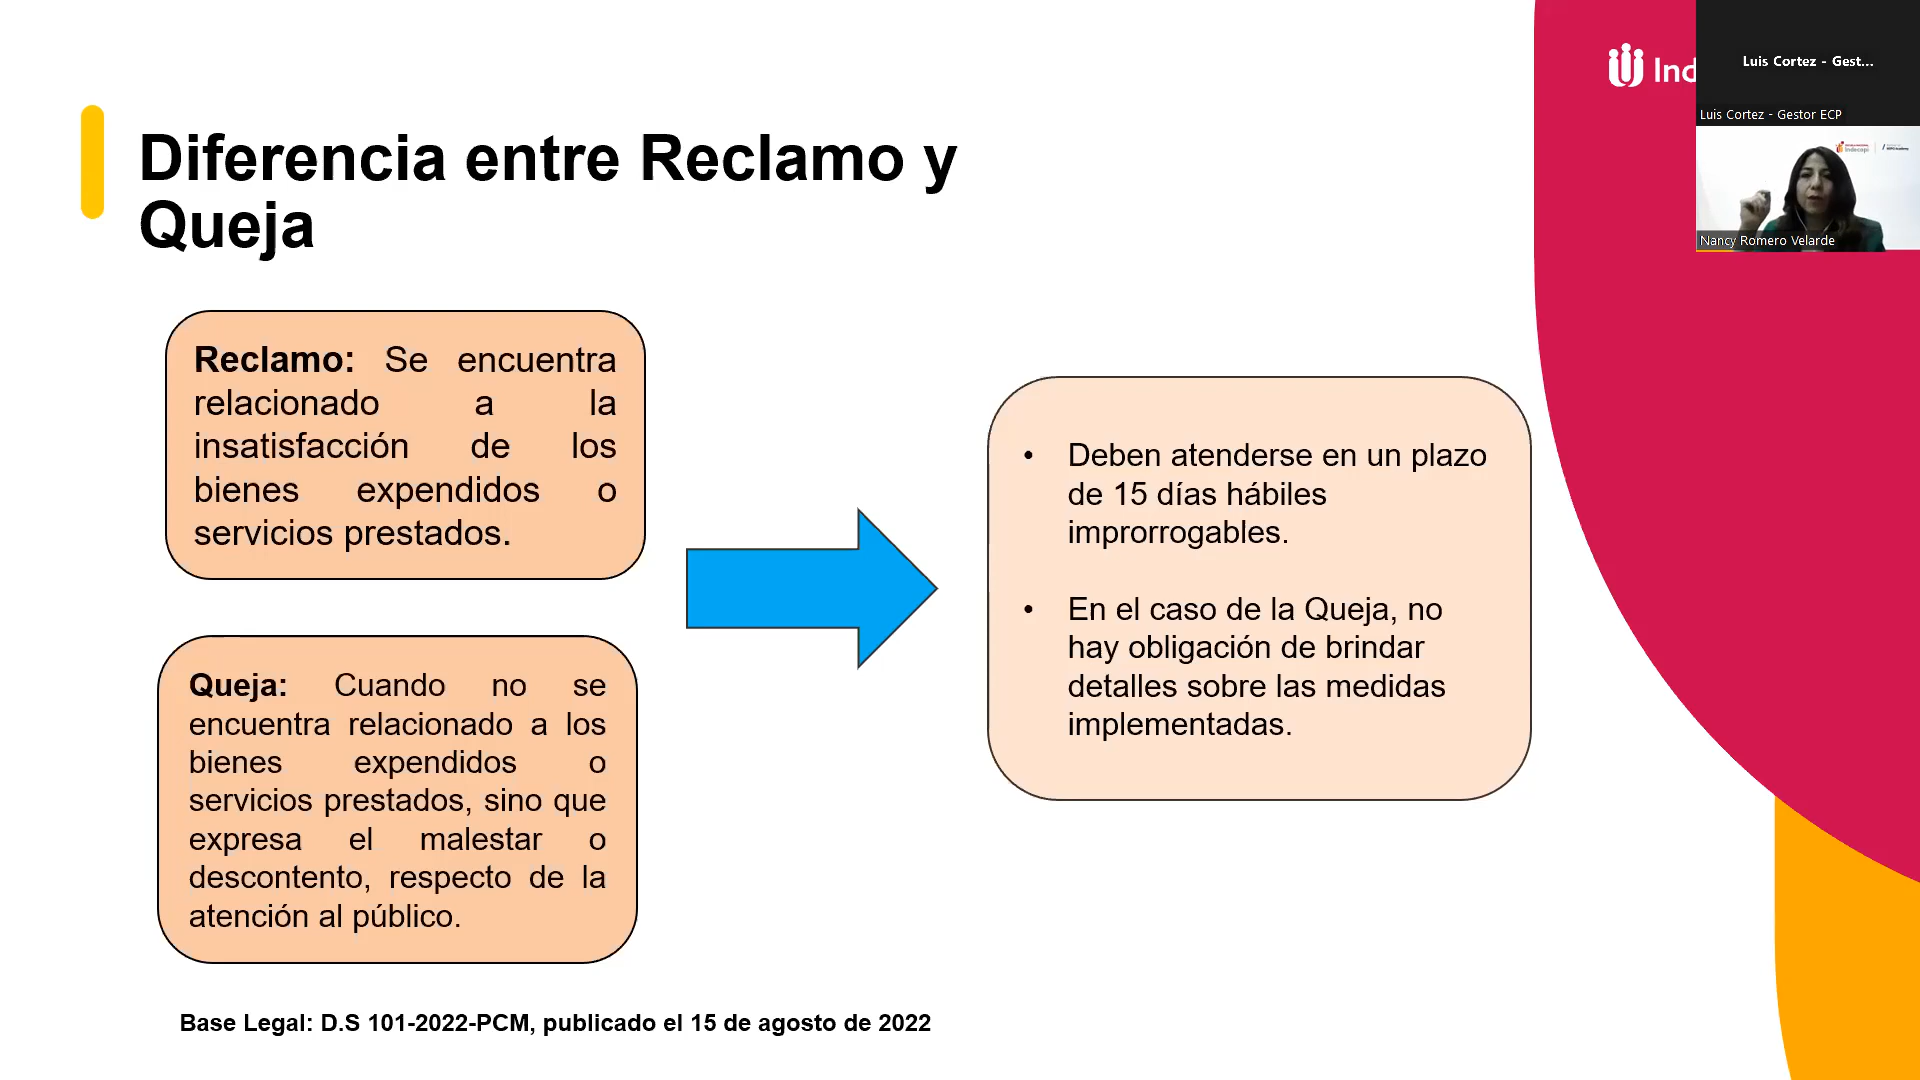 Diferencia entre Reclamo y
Queja
Reclamo: Se encuentra
relacionado a la
insatisfacción de los
bienes expendidos o
servicios prestados.
Queja: Cuando no se
encuentra relacionado a los
bienes expendidos o
servicios prestados, sino que
expresa el malestar o
descontento, respecto de la
atención al público.
• Deben atenderse en un plazo
de 15 días hábiles
improrrogables.
• En el caso de la Queja, no
hay obligación de brindar
detalles sobre las medidas
implementadas.
Base Legal: D.S 101-2022-PCM, publicado el 15 de agosto de 2022
Ind
Luis Cortez - Gest...
Luis Cortez - Gestor ECP
Indecopi
Nancy Romero Velarde